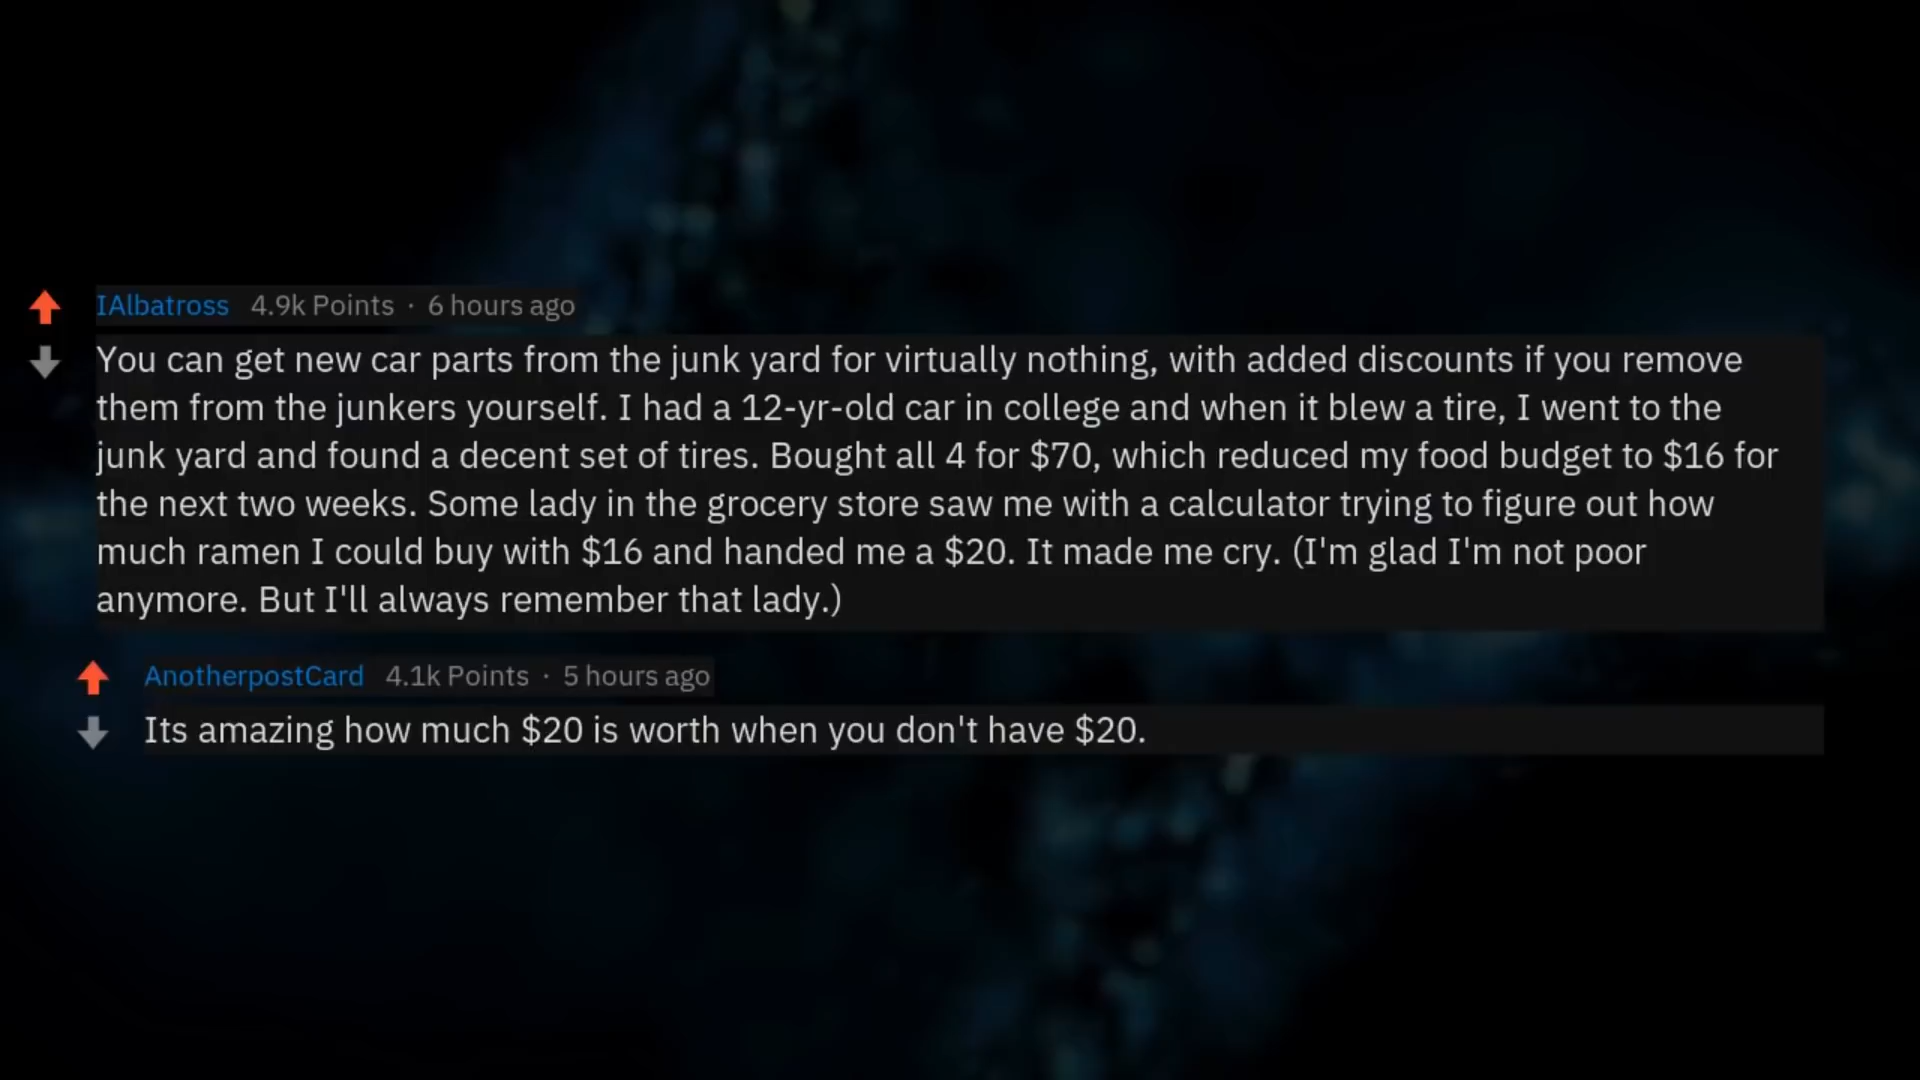 IAlbatross 4.9k Points · 6 hours ago
You can get new car parts from the junk yard for virtually nothing, with added discounts if you remove
them from the junkers yourself. I had a 12-yr-old car in college and when it blew a tire, I went to the
junk yard and found a decent set of tires. Bought all 4 for $70, which reduced my food budget to $16 for
the next two weeks. Some lady in the grocery store saw me with a calculator trying to figure out how
much ramen I could buy with $16 and handed me a $20. It made me cry. (I'm glad I'm not poor
anymore. But I'll always remember that lady.)
AnotherpostCard 4.1k Points · 5 hours ago
Its amazing how much $20 is worth when you don't have $20.